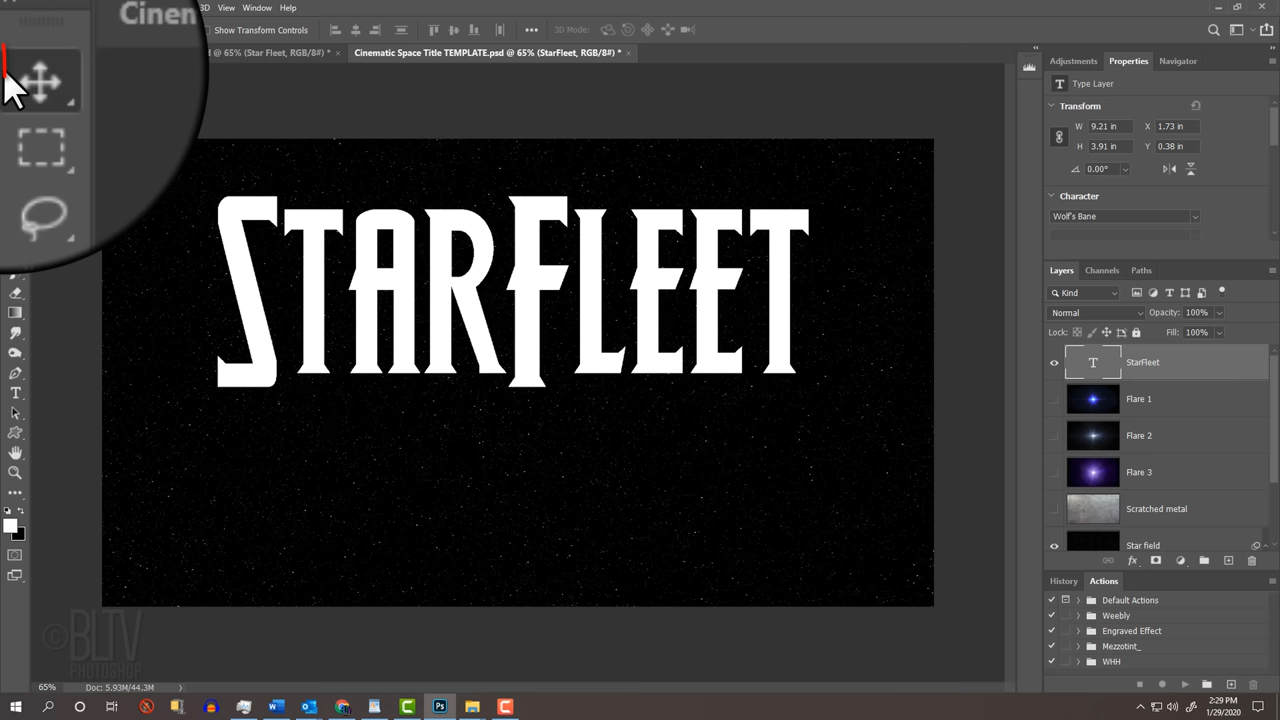 Cinem
View Window Help
Show Transform Controls
3D Mode:
d @ 65% (Star Fleet, RGB/8#) * ×
Cinematic Space Title TEMPLATE.psd @ 65% (StarFleet, RGB/8#) * ×
Adjustments Properties Navigator
T Type Layer
Transform
W 9.21 in X 1.73 in
H 3.91 in Y 0.38 in
0.00°
Character
Wolf's Bane
StarFleet
Layers Channels Paths
Kind
Normal Opacity: 100%
Lock: Fill: 100%
T StarFleet
Flare 1
Flare 2
Flare 3
Scratched metal
Star field
fx
History Actions
Default Actions
Weebly
Engraved Effect
Mezzotint_
WHH
©BLTV
PHOTOSHOP
65% Doc: 5.93M/44.3M
Ps
2:29 PM
1/29/2020